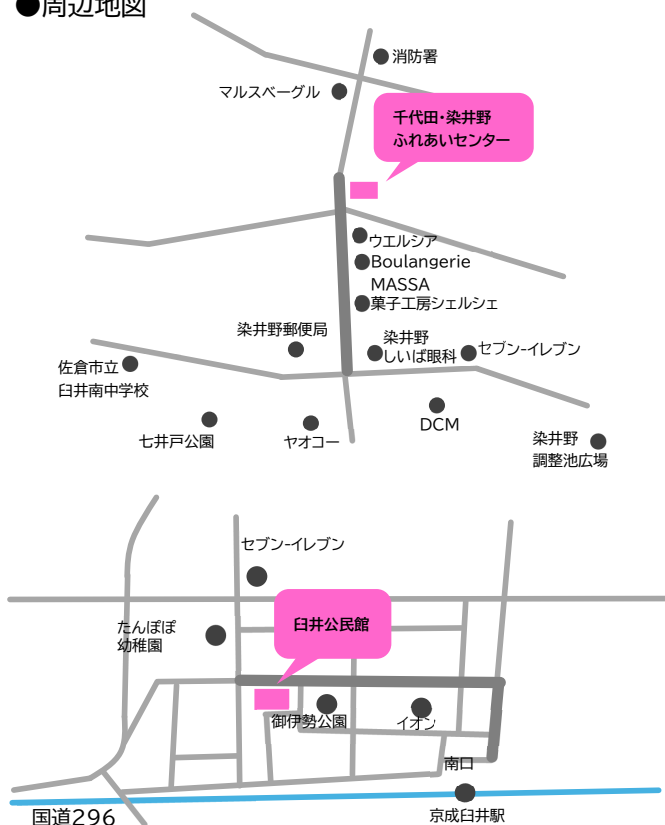 ●周辺地図
消防署
マルスベーグル
千代田・染井野
ふれあいセンター
ウエルシア
Boulangerie
MASSA
菓子工房シェルシェ
染井野郵便局
染井野
しいば眼科
セブン-イレブン
佐倉市立
臼井南中学校
七井戸公園
ヤオコー
DCM
染井野
調整池広場
セブン-イレブン
たんぽぽ
幼稚園
臼井公民館
御伊勢公園
イオン
南口
国道296
京成臼井駅